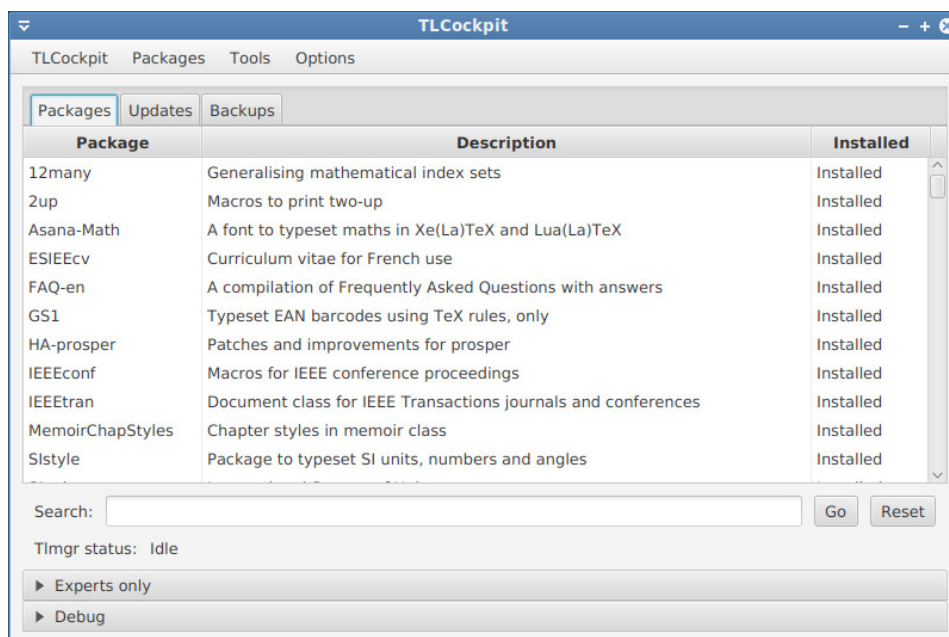 TLCockpit
TLCockpit Packages Tools Options
Packages Updates Backups
Package Description Installed
12many Generalising mathematical index sets Installed
2up Macros to print two-up Installed
Asana-Math A font to typeset maths in Xe(La)TeX and Lua(La)TeX Installed
ESIEEcv Curriculum vitae for French use Installed
FAQ-en A compilation of Frequently Asked Questions with answers Installed
GS1 Typeset EAN barcodes using TeX rules, only Installed
HA-prosper Patches and improvements for prosper Installed
IEEEconf Macros for IEEE conference proceedings Installed
IEEEtran Document class for IEEE Transactions journals and conferences Installed
MemoirChapStyles Chapter styles in memoir class Installed
SIstyle Package to typeset SI units, numbers and angles Installed
Search: Go Reset
Tlmgr status: Idle
Experts only
Debug